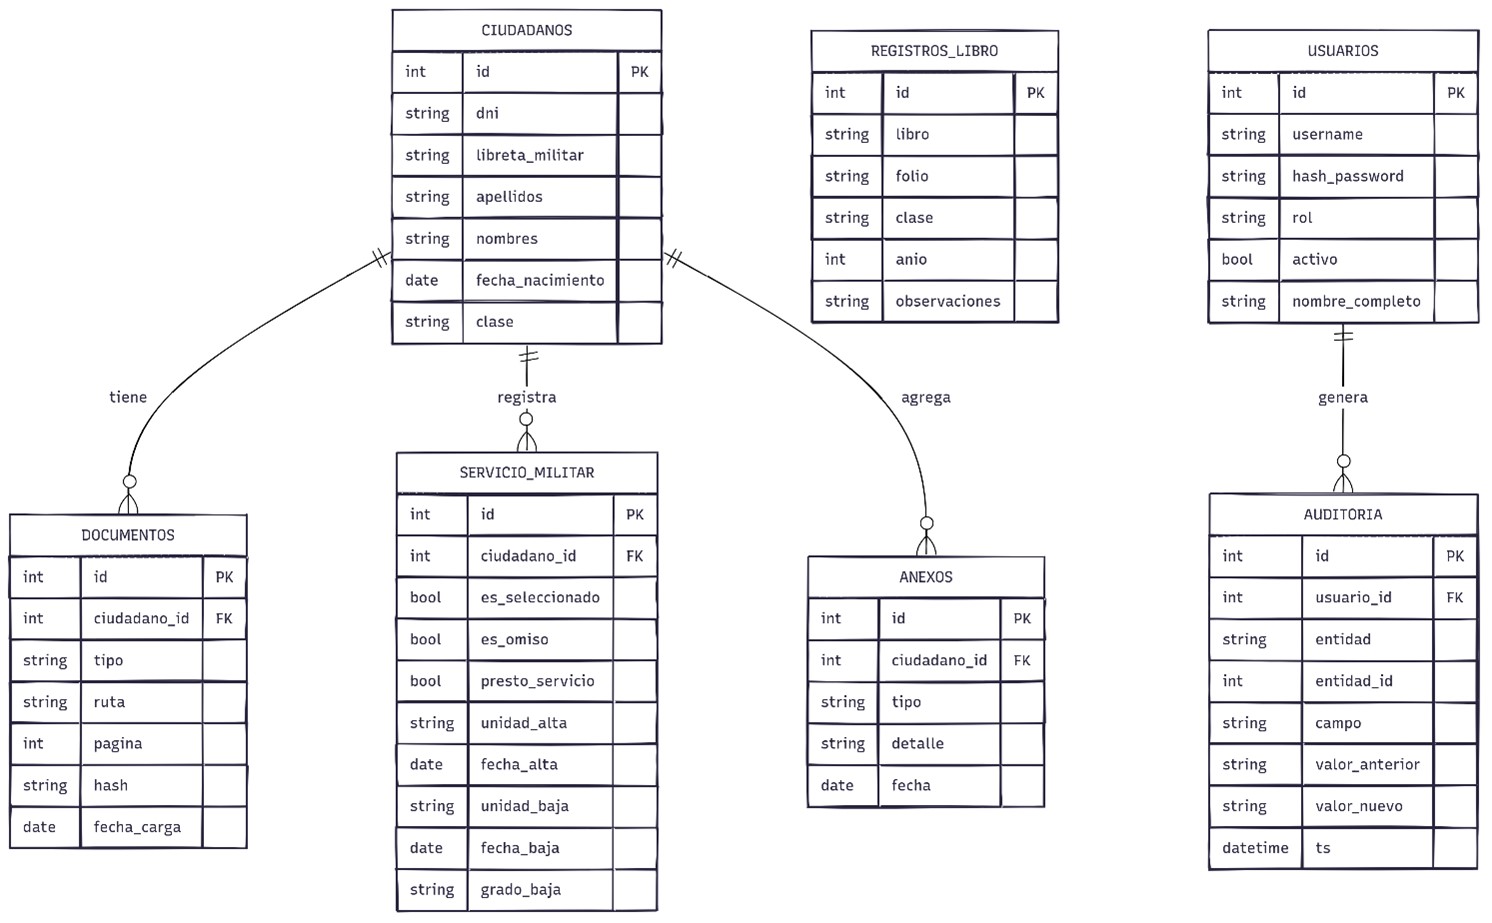 CIUDADANOS
int id PK
string dni
string libreta_militar
string apellidos
string nombres
date fecha_nacimiento
string clase
REGISTROS_LIBRO
int id PK
string libro
string folio
string clase
int anio
string observaciones
USUARIOS
int id PK
string username
string hash_password
string rol
bool activo
string nombre_completo
tiene
registra
agrega
genera
DOCUMENTOS
int id PK
int ciudadano_id FK
string tipo
string ruta
int pagina
string hash
date fecha_carga
SERVICIO_MILITAR
int id PK
int ciudadano_id FK
bool es_seleccionado
bool es_omiso
bool presto_servicio
string unidad_alta
date fecha_alta
string unidad_baja
date fecha_baja
string grado_baja
ANEXOS
int id PK
int ciudadano_id FK
string tipo
string detalle
date fecha
AUDITORIA
int id PK
int usuario_id FK
string entidad
int entidad_id
string campo
string valor_anterior
string valor_nuevo
datetime ts